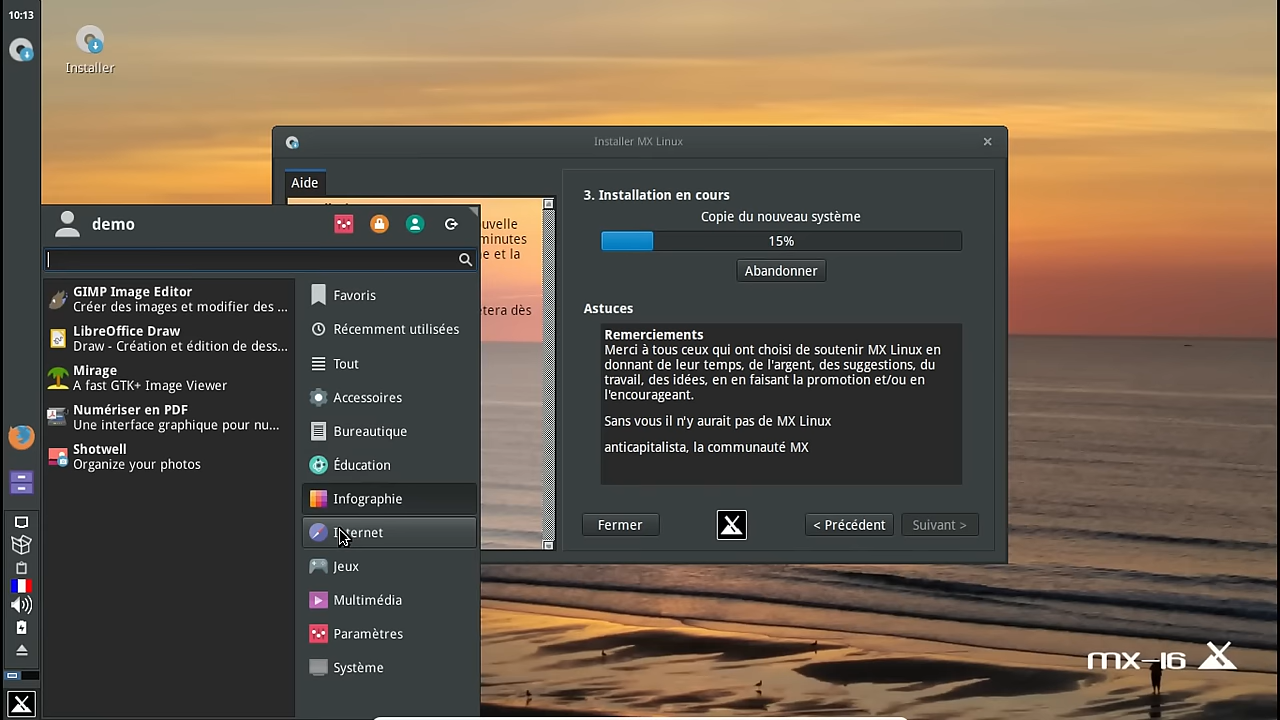 10:13
Installer
Installer MX Linux
Aide
uvelle
minutes
e et la
etera dès
3. Installation en cours
Copie du nouveau système
15%
Abandonner
Astuces
Remerciements
Merci à tous ceux qui ont choisi de soutenir MX Linux en
donnant de leur temps, de l'argent, des suggestions, du
travail, des idées, en en faisant la promotion et/ou en
l'encourageant.
Sans vous il n'y aurait pas de MX Linux
anticapitalista, la communauté MX
Fermer
< Précédent
Suivant >
demo
GIMP Image Editor
Créer des images et modifier des ...
LibreOffice Draw
Draw - Création et édition de dess...
Mirage
A fast GTK+ Image Viewer
Numériser en PDF
Une interface graphique pour nu...
Shotwell
Organize your photos
Favoris
Récemment utilisées
Tout
Accessoires
Bureautique
Éducation
Infographie
Internet
Jeux
Multimédia
Paramètres
Système
mx-16